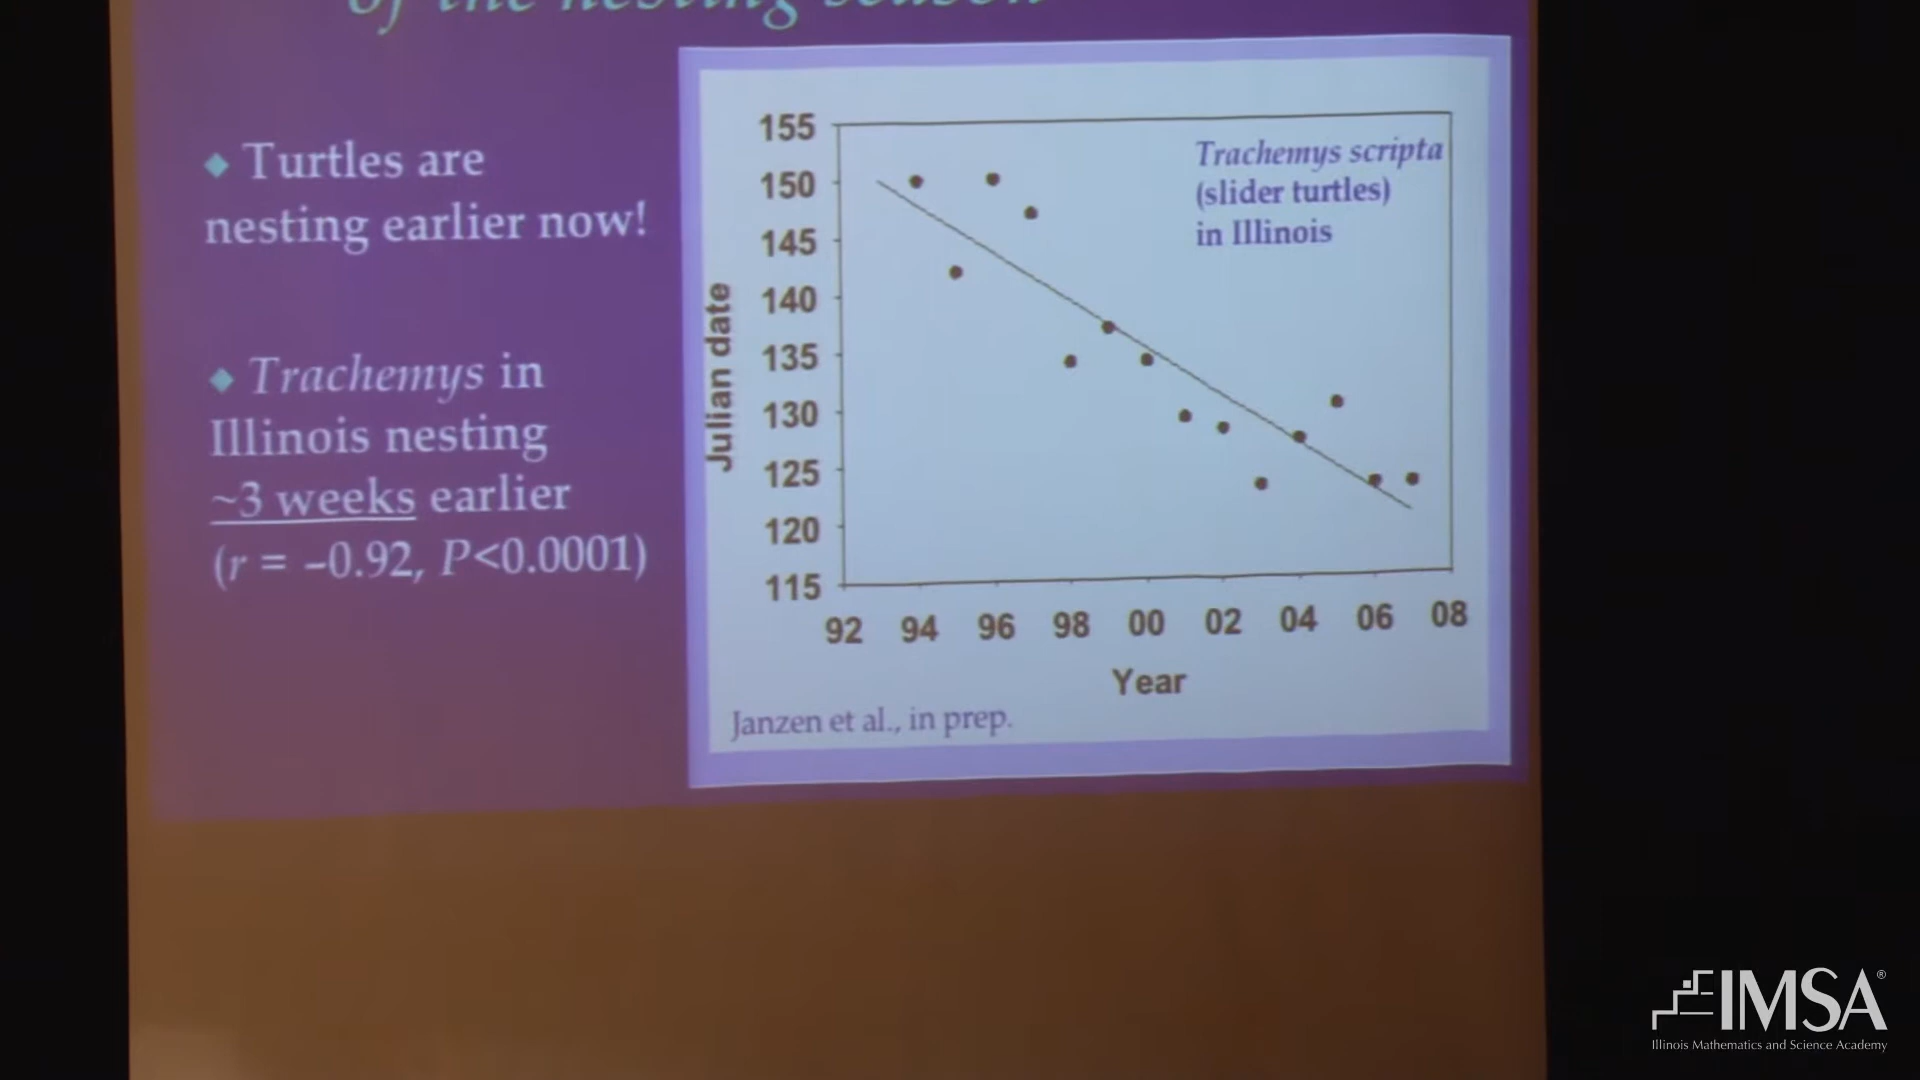 of the nesting season
◆ Turtles are
nesting earlier now!
◆ Trachemys in
Illinois nesting
~3 weeks earlier
(r = –0.92, P<0.0001)
155
150
145
140
135
130
125
120
115
Julian date
Trachemys scripta
(slider turtles)
in Illinois
92 94 96 98 00 02 04 06 08
Year
Janzen et al., in prep.
IMSA®
Illinois Mathematics and Science Academy